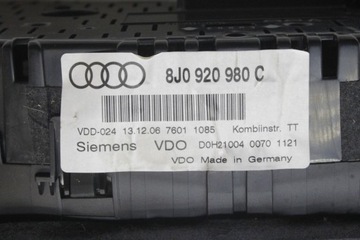 8J0 920 980 C
VDD-024 13.12.06 7601 1085 Kombiinstr. TT
Siemens VDO D0H21004 0070 1121
VDO Made in Germany